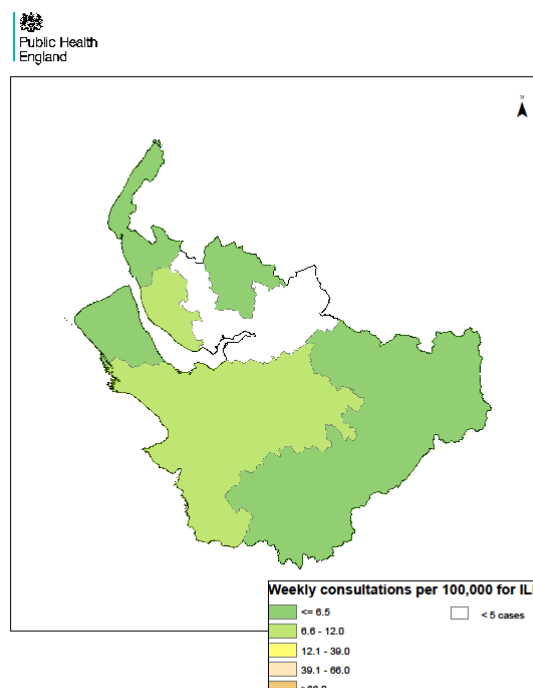 Public Health
England
N
Weekly consultations per 100,000 for IL
<= 6.5
< 5 cases
6.6 - 12.0
12.1 - 39.0
39.1 - 66.0